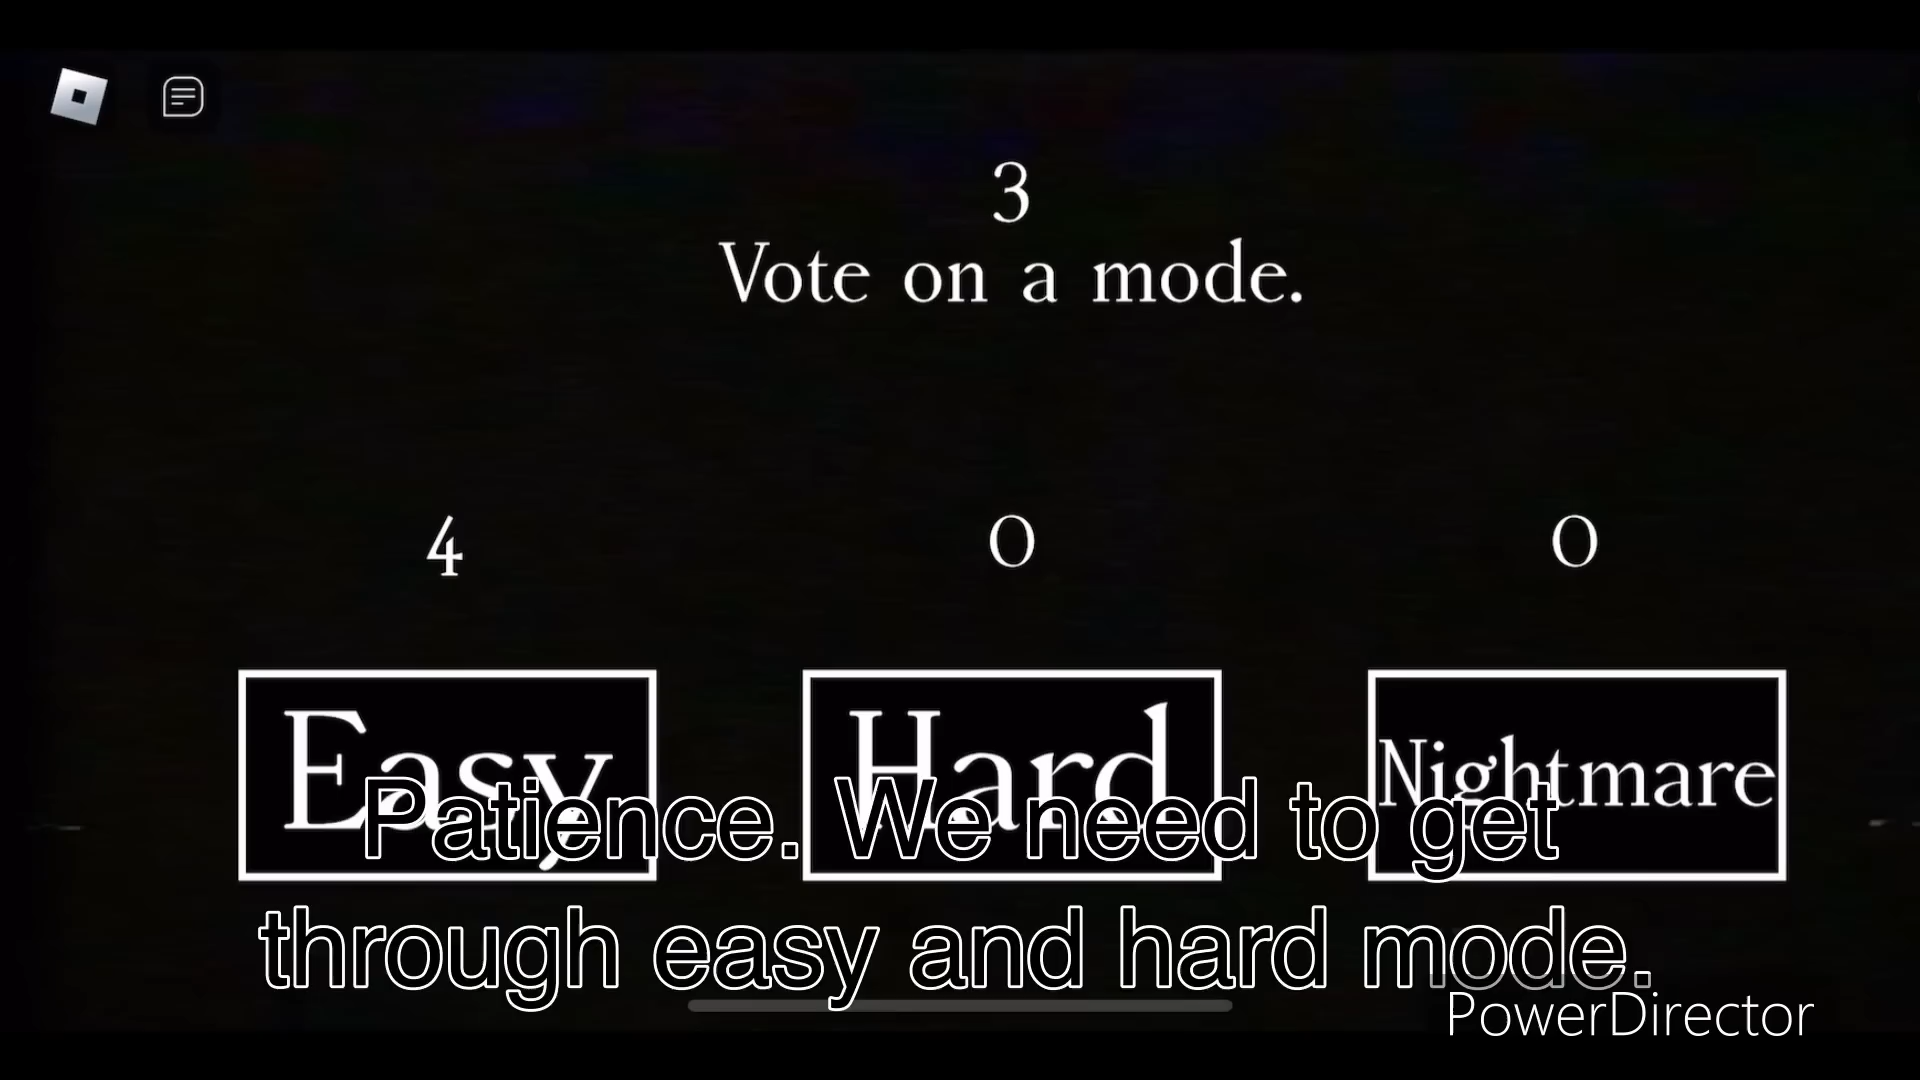 3
Vote on a mode.
4
0
0
Easy
Hard
Nightmare
Patience. We need to get
through easy and hard mode.
PowerDirector